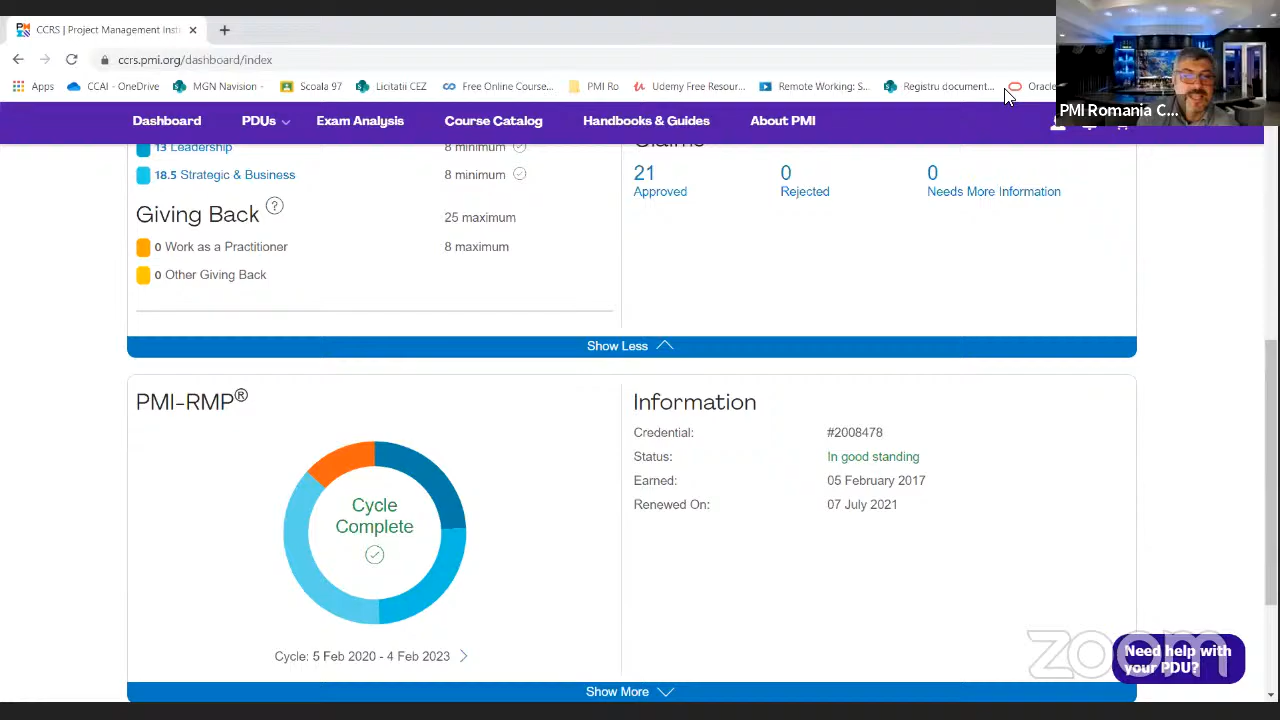 CCRS | Project Management Insti
ccrs.pmi.org/dashboard/index
Apps CCAI - OneDrive MGN Navision - Scoala 97 Licitatii CEF Free Online Course... PMI Ro Udemy Free Resour... Remote Working: S... Registru document... Oracle
PMI Romania C...
Dashboard PDUs Exam Analysis Course Catalog Handbooks & Guides About PMI
13 Leadership 8 minimum
Claims
18.5 Strategic & Business 8 minimum
21 0 0
Approved Rejected Needs More Information
Giving Back ? 25 maximum
0 Work as a Practitioner 8 maximum
0 Other Giving Back
Show Less
PMI-RMP®
Cycle
Complete
Cycle: 5 Feb 2020 - 4 Feb 2023
Information
Credential: #2008478
Status: In good standing
Earned: 05 February 2017
Renewed On: 07 July 2021
zoom
Need help with
your PDU?
Show More